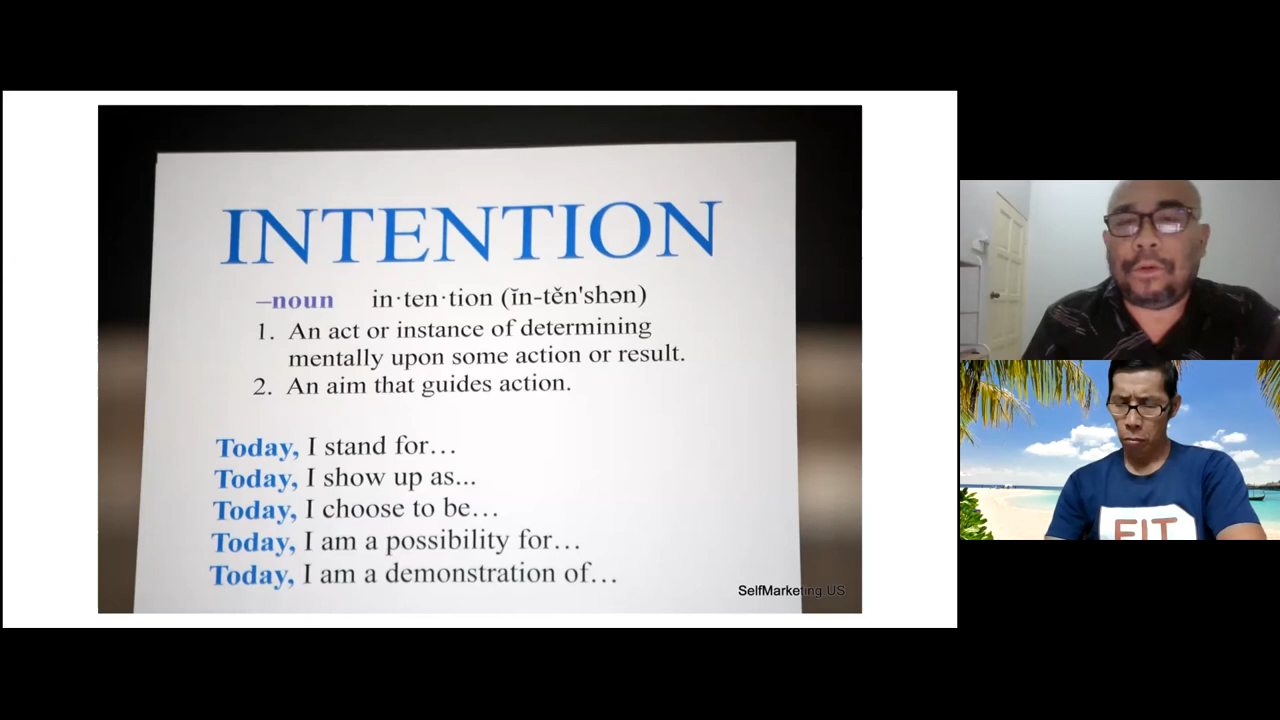 INTENTION
–noun in·ten·tion (ĭn-tĕn'shən)
1. An act or instance of determining
mentally upon some action or result.
2. An aim that guides action.
Today, I stand for…
Today, I show up as...
Today, I choose to be…
Today, I am a possibility for…
Today, I am a demonstration of…
SelfMarketing.US
FIT